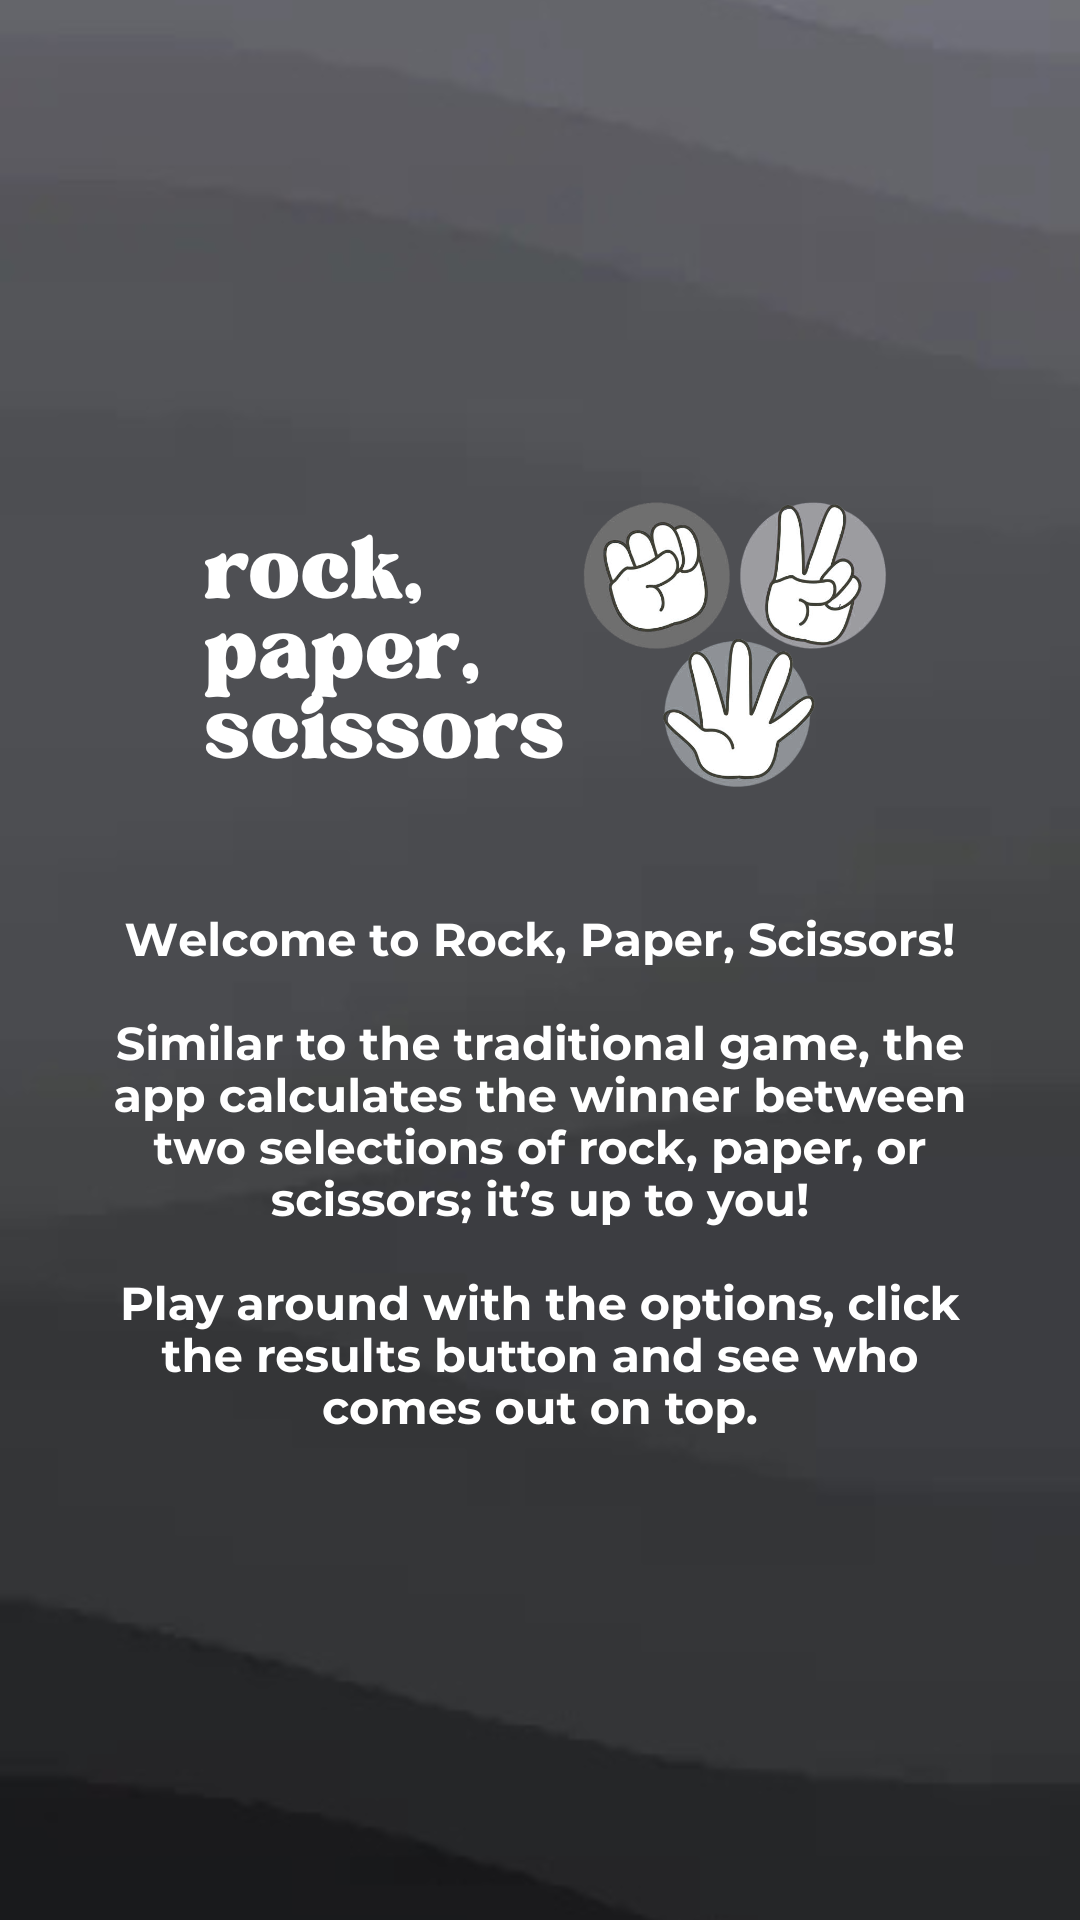 rock,
paper,
scissors
Welcome to Rock, Paper, Scissors!
Similar to the traditional game, the
app calculates the winner between
two selections of rock, paper, or
scissors; it’s up to you!
Play around with the options, click
the results button and see who
comes out on top.